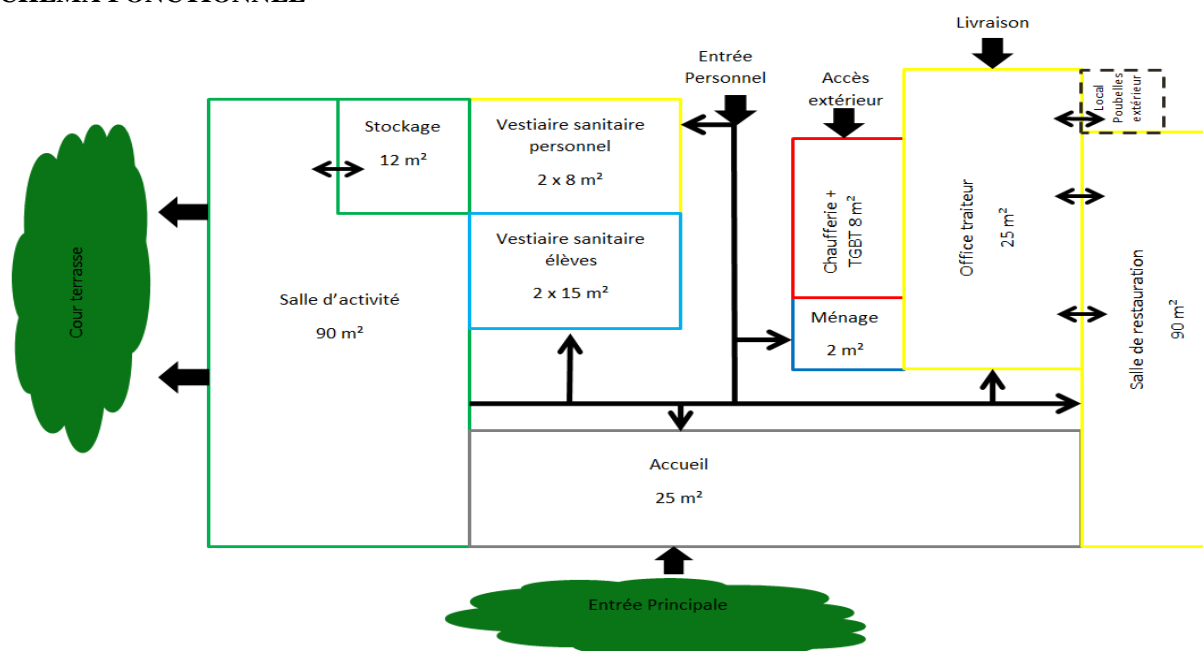 CHEMA FONCTIONNEL
Livraison
Entrée
Personnel
Accès
extérieur
Local
Poubelles
extérieur
Stockage
12 m²
Vestiaire sanitaire
personnel
2 x 8 m²
Chaufferie +
TGBT 8 m²
Office traiteur
25 m²
Vestiaire sanitaire
élèves
2 x 15 m²
Cour terrasse
Salle d'activité
90 m²
Ménage
2 m²
Salle de restauration
90 m²
Accueil
25 m²
Entrée Principale